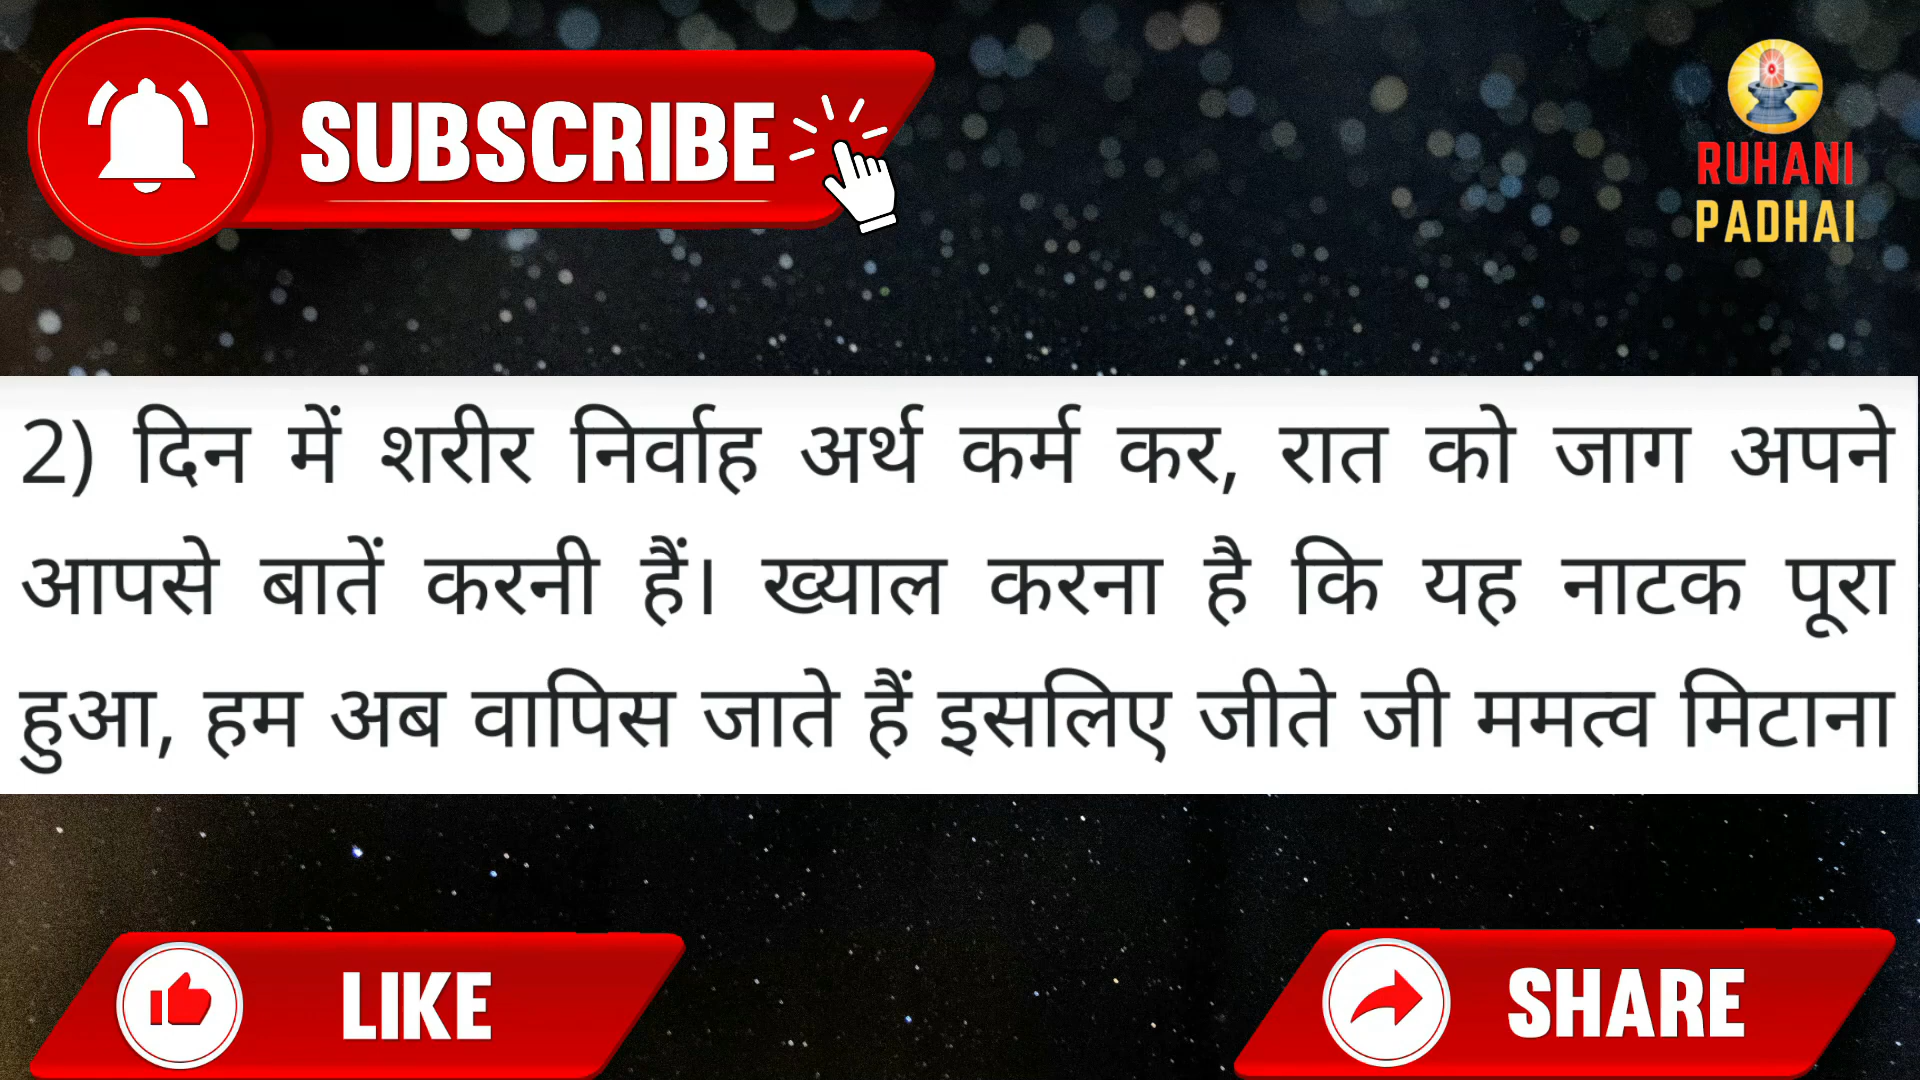 SUBSCRIBE
RUHANI
PADHAI
2) दिन में शरीर निर्वाह अर्थ कर्म कर, रात को जाग अपने
आपसे बातें करनी हैं। ख्याल करना है कि यह नाटक पूरा
हुआ, हम अब वापिस जाते हैं इसलिए जीते जी ममत्व मिटाना
LIKE
SHARE